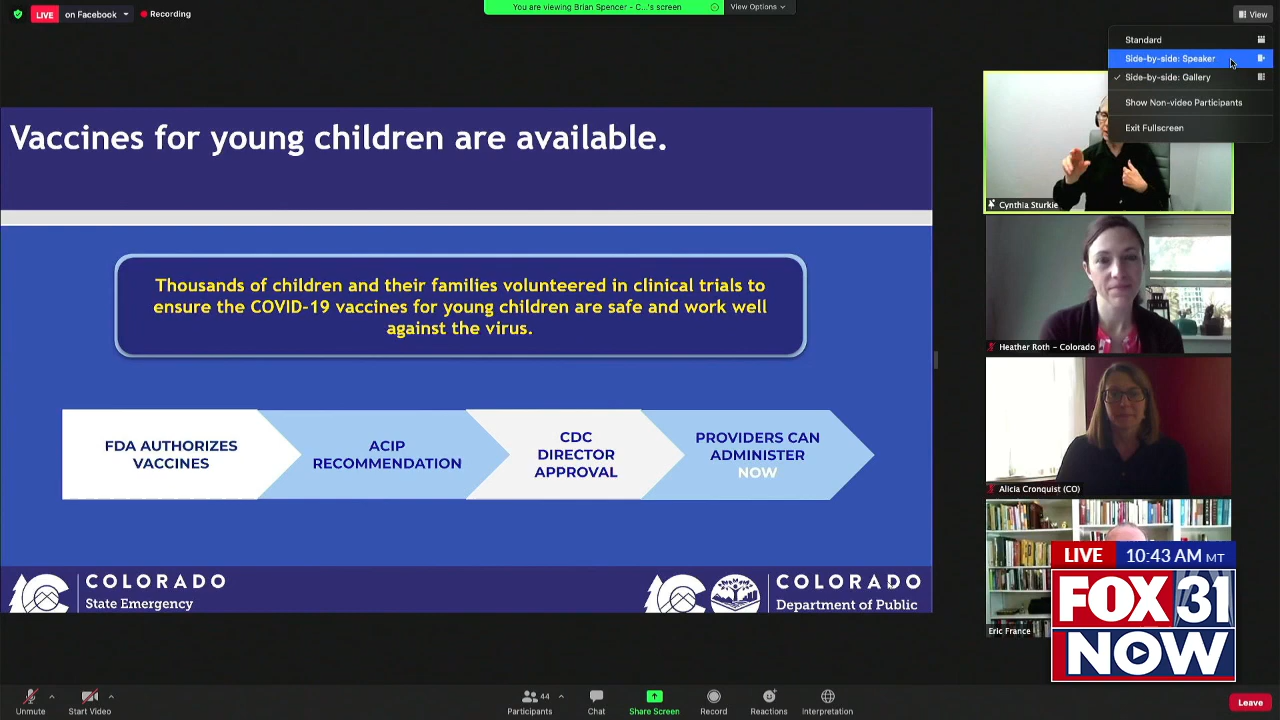 LIVE on Facebook
Recording
You are viewing Brian Spencer - C...'s screen
View Options
View
Standard
Side-by-side: Speaker
Side-by-side: Gallery
Show Non-video Participants
Exit Fullscreen
Vaccines for young children are available.
Thousands of children and their families volunteered in clinical trials to
ensure the COVID-19 vaccines for young children are safe and work well
against the virus.
FDA AUTHORIZES
VACCINES
ACIP
RECOMMENDATION
CDC
DIRECTOR
APPROVAL
PROVIDERS CAN
ADMINISTER
NOW
COLORADO
State Emergency
COLORADO
Department of Public
Cynthia Sturkie
Heather Roth - Colorado
Alicia Cronquist (CO)
Eric France
LIVE 10:43 AM MT
FOX 31
NOW
Unmute
Start Video
44
Participants
Chat
Share Screen
Record
Reactions
Interpretation
Leave